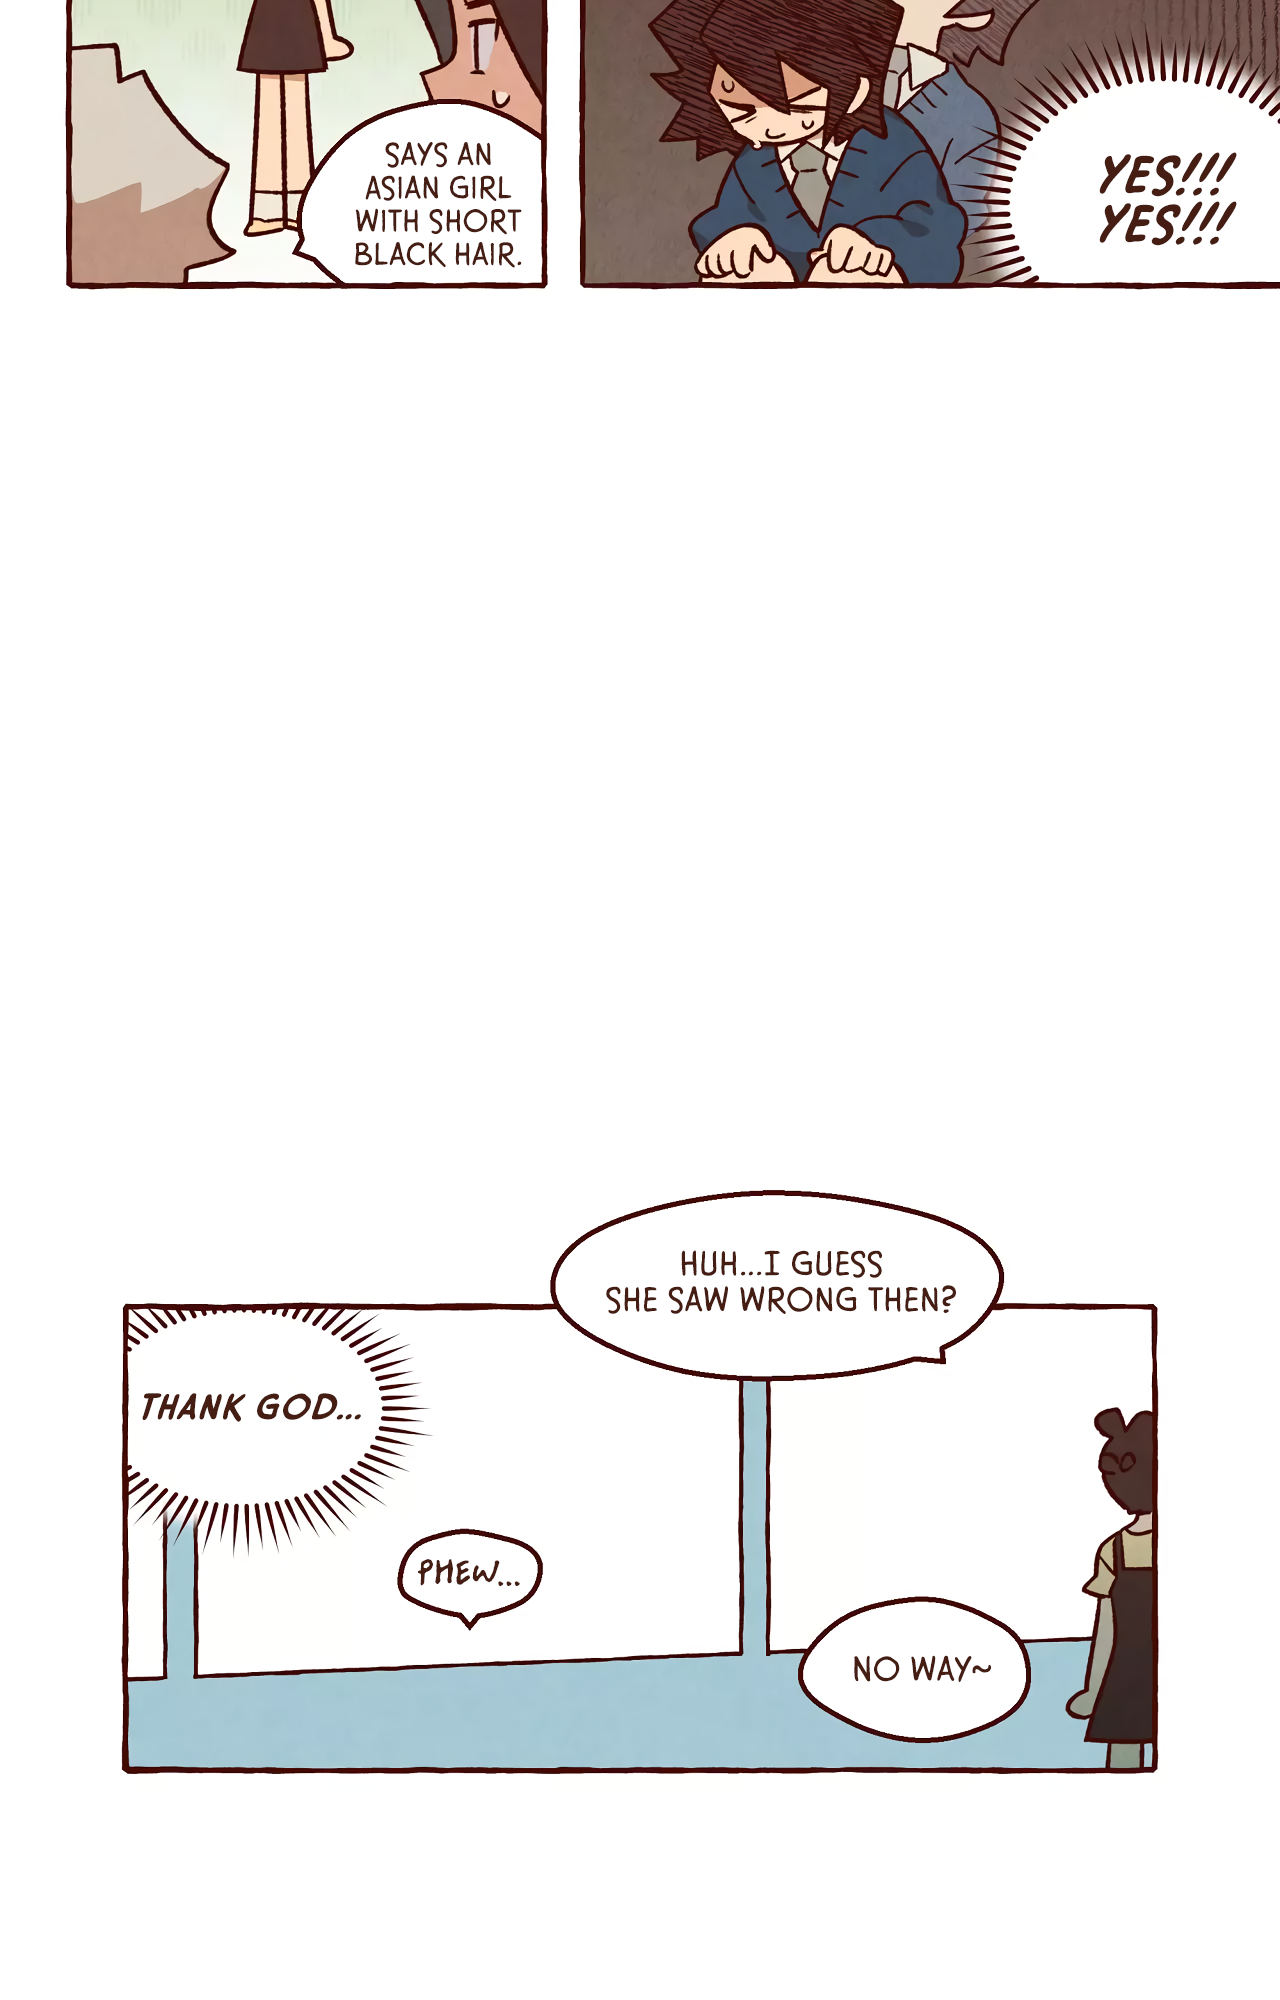 SAYS AN
ASIAN GIRL
WITH SHORT
BLACK HAIR.
YES!!!
YES!!!
HUH...I GUESS
SHE SAW WRONG THEN?
THANK GOD...
PHEW...
NO WAY~